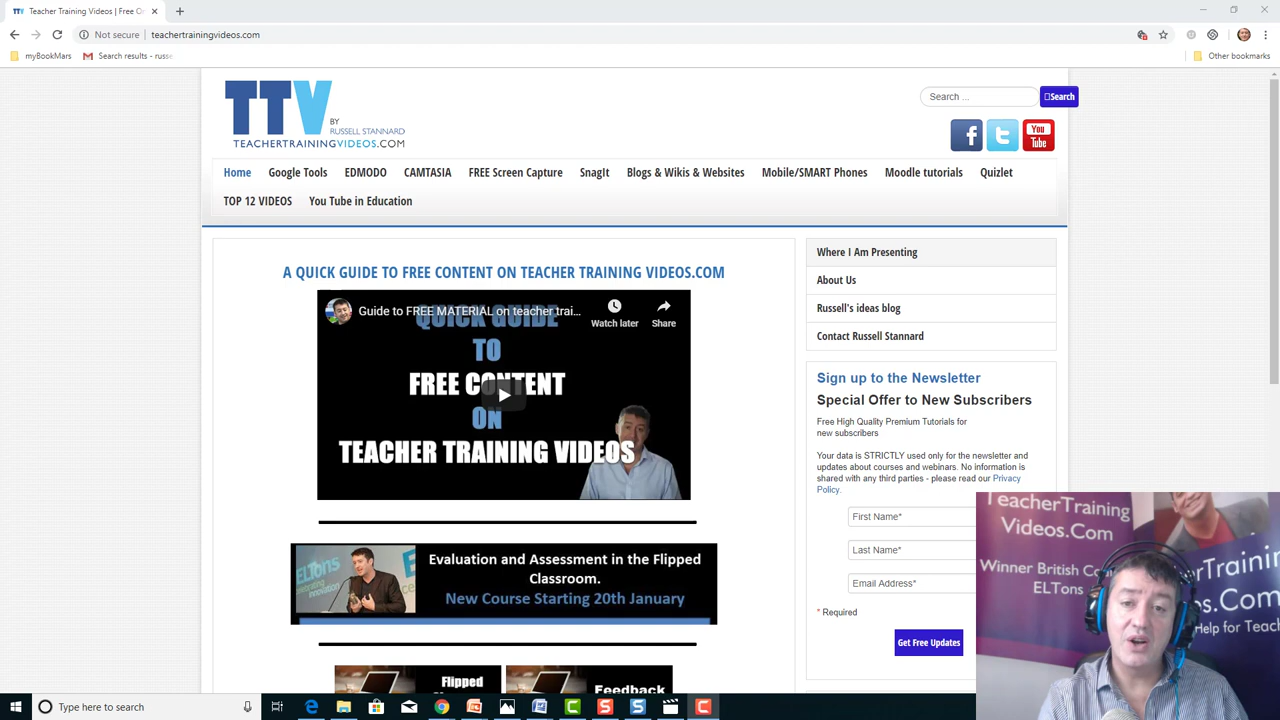 Teacher Training Videos | Free O
Not secure
teachertrainingvideos.com
myBookMars
Search results - russe
Other bookmarks
TTV
BY
RUSSELL STANNARD
TEACHERTRAININGVIDEOS.COM
Search ...
Search
f
t
You
Tube
Home
Google Tools
EDMODO
CAMTASIA
FREE Screen Capture
SnagIt
Blogs & Wikis & Websites
Mobile/SMART Phones
Moodle tutorials
Quizlet
TOP 12 VIDEOS
You Tube in Education
A QUICK GUIDE TO FREE CONTENT ON TEACHER TRAINING VIDEOS.COM
Guide to FREE MATERIAL on teacher trai...
Watch later
Share
QUICK GUIDE
TO
FREE CONTENT
ON
TEACHER TRAINING VIDEOS
Evaluation and Assessment in the Flipped
Classroom.
New Course Starting 20th January
Flipped
Feedback
Where I Am Presenting
About Us
Russell's ideas blog
Contact Russell Stannard
Sign up to the Newsletter
Special Offer to New Subscribers
Free High Quality Premium Tutorials for
new subscribers
Your data is STRICTLY used only for the newsletter and
updates about courses and webinars. No information is
shared with any third parties - please read our Privacy
Policy.
First Name*
Last Name*
Email Address*
* Required
Get Free Updates
TeacherTraining
Videos.Com
Winner British Co
ELTons
Help for Teac
Type here to search